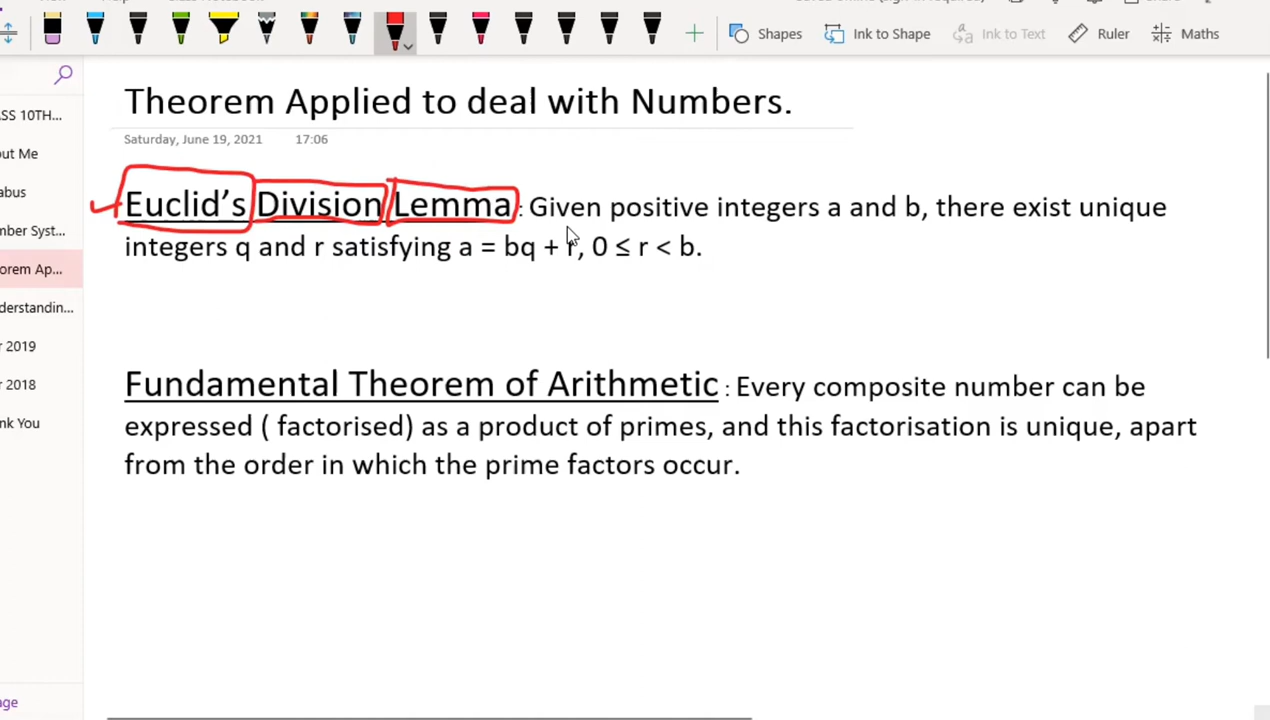 Shapes
Ink to Shape
Ink to Text
Ruler
Maths
ASS 10TH...
out Me
abus
mber Syst...
orem Ap...
derstandin...
r 2019
r 2018
nk You
age
Theorem Applied to deal with Numbers.
Saturday, June 19, 2021 17:06
Euclid's Division Lemma : Given positive integers a and b, there exist unique
integers q and r satisfying a = bq + r, 0 ≤ r < b.
Fundamental Theorem of Arithmetic : Every composite number can be
expressed ( factorised) as a product of primes, and this factorisation is unique, apart
from the order in which the prime factors occur.